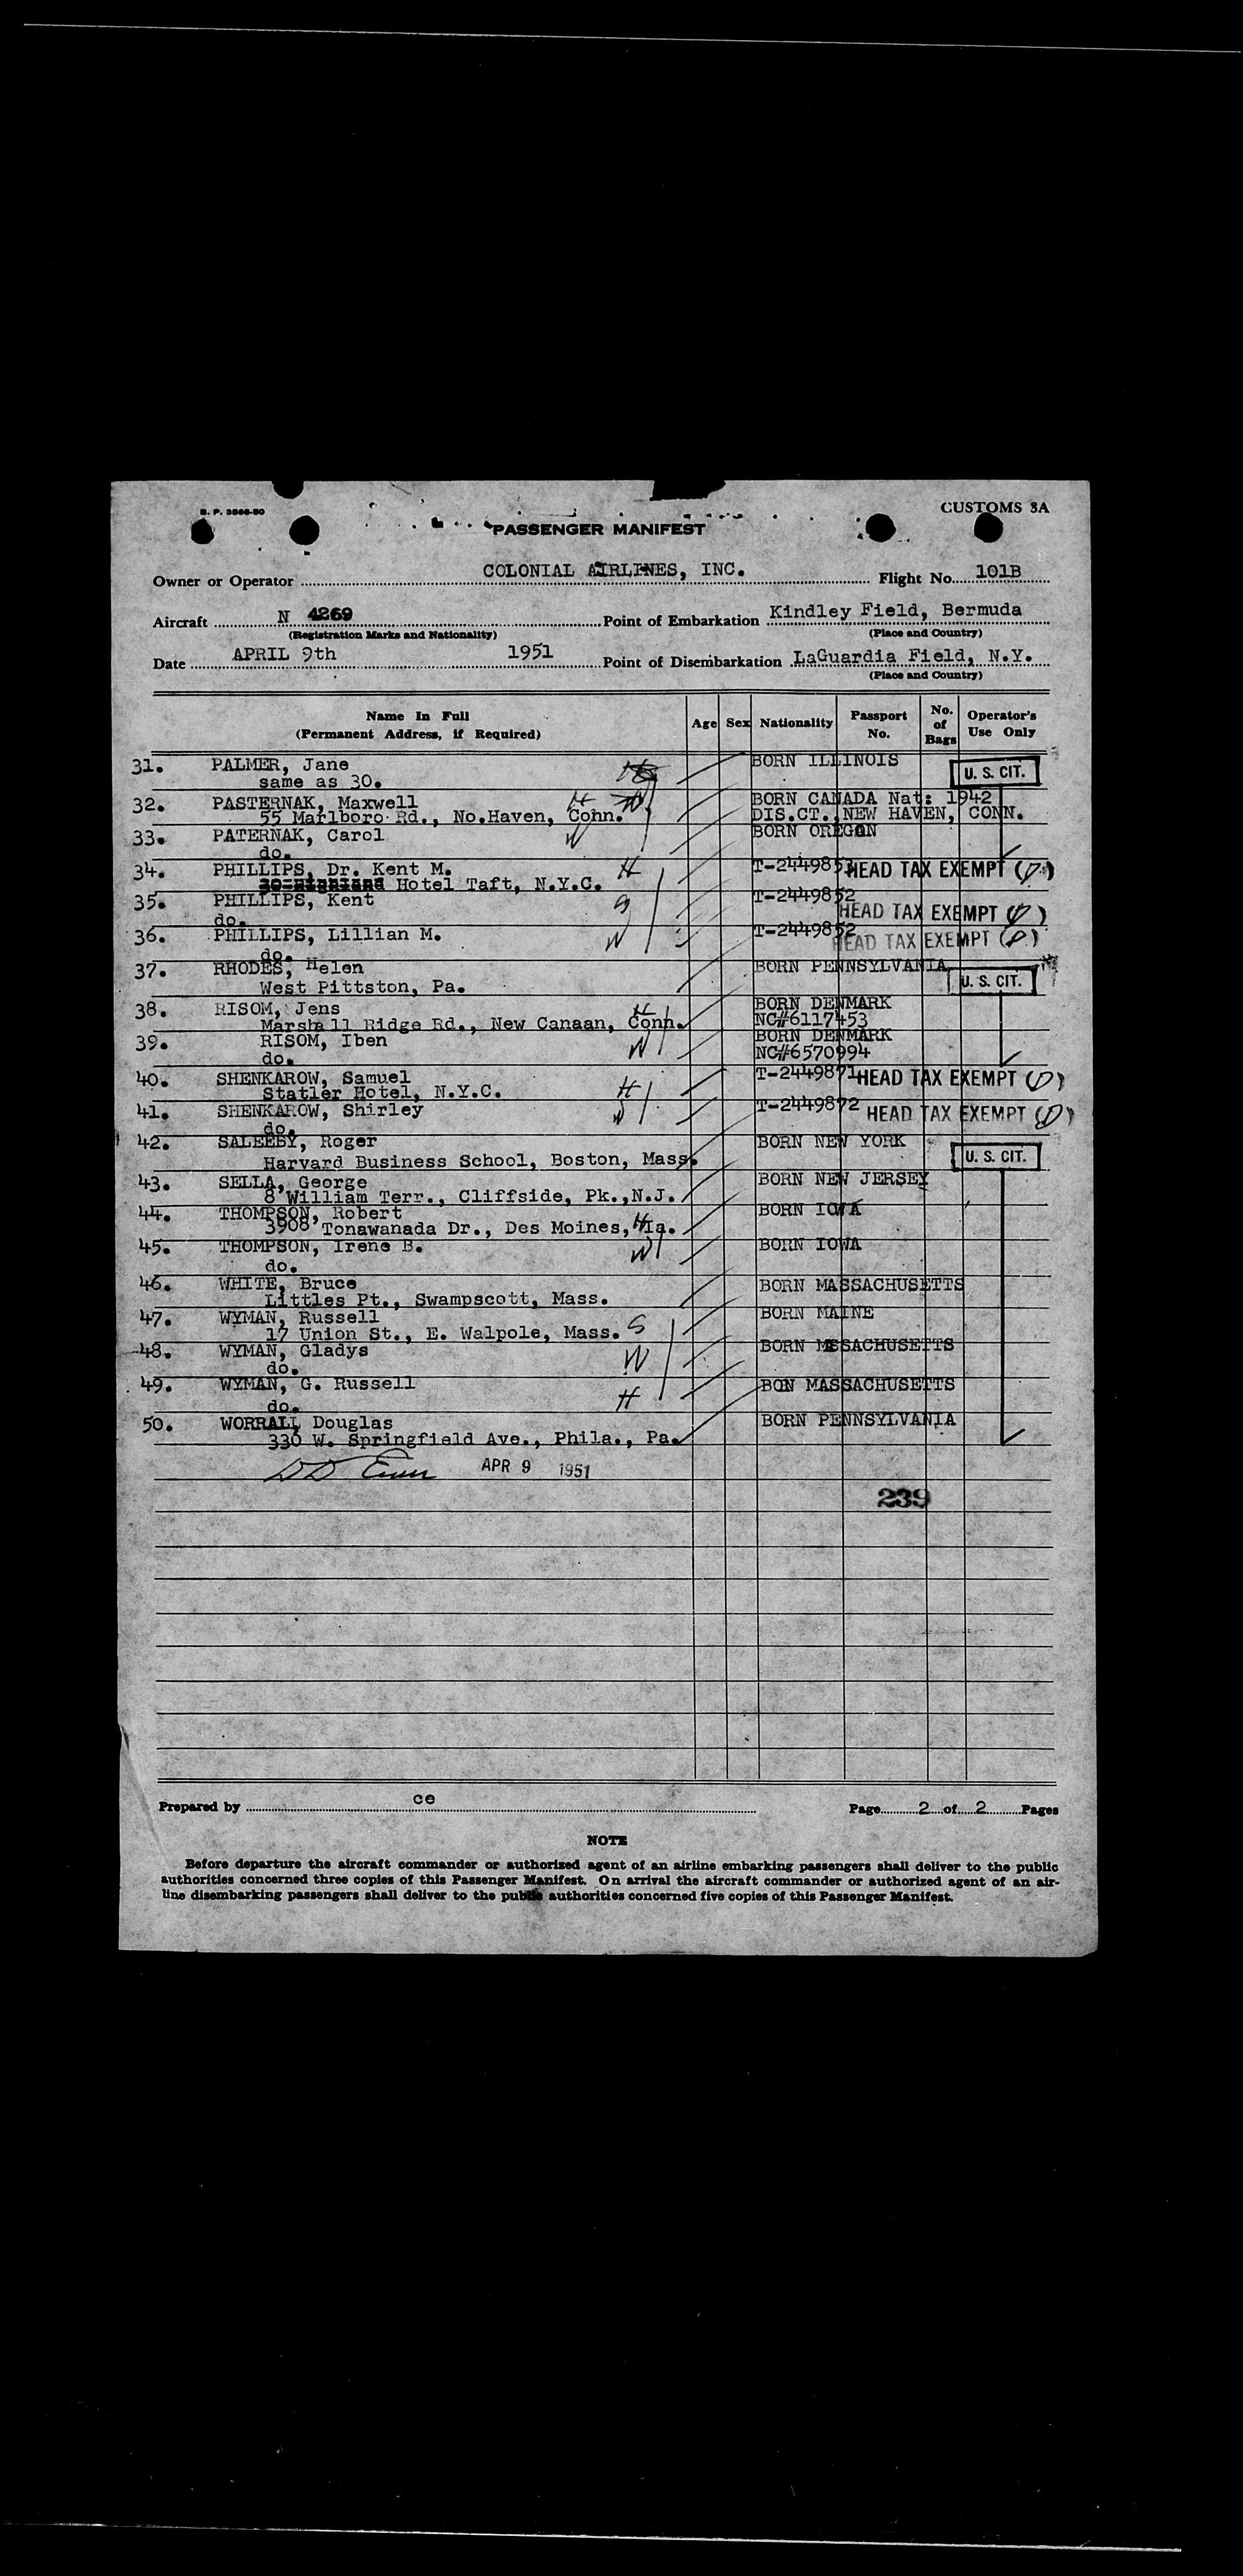 B. P. 3566-50
CUSTOMS 3A
PASSENGER MANIFEST
Owner or Operator COLONIAL AIRLINES, INC. Flight No. 101B
Aircraft N 4269 Point of Embarkation Kindley Field, Bermuda
(Registration Marks and Nationality) (Place and Country)
Date APRIL 9th 1951 Point of Disembarkation LaGuardia Field, N.Y.
(Place and Country)
Name In Full (Permanent Address, if Required) Age Sex Nationality Passport No. No. of Bags Operator's Use Only
31. PALMER, Jane BORN ILLINOIS
same as 30. U. S. CIT.
32. PASTERNAK, Maxwell H BORN CANADA Nat: 1942
55 Marlboro Rd., No.Haven, Conn. DIS.CT., NEW HAVEN, CONN.
33. PATERNAK, Carol W BORN OREGON
do.
34. PHILLIPS, Dr. Kent M. H T-2449853 HEAD TAX EXEMPT
Hotel Taft, N.Y.C.
35. PHILLIPS, Kent S T-2449852
do. HEAD TAX EXEMPT
36. PHILLIPS, Lillian M. W T-2449852
do. HEAD TAX EXEMPT
37. RHODES, Helen BORN PENNSYLVANIA
West Pittston, Pa. U. S. CIT.
38. RISOM, Jens H BORN DENMARK
Marshall Ridge Rd., New Canaan, Conn. NC#6117453
39. RISOM, Iben W BORN DENMARK
do. NC#6570994
40. SHENKAROW, Samuel T-2449871 HEAD TAX EXEMPT
Statler Hotel, N.Y.C. H
41. SHENKAROW, Shirley W T-2449872 HEAD TAX EXEMPT
do.
42. SALEEBY, Roger BORN NEW YORK
Harvard Business School, Boston, Mass. U. S. CIT.
43. SELLA, George BORN NEW JERSEY
8 William Terr., Cliffside, Pk.,N.J.
44. THOMPSON, Robert BORN IOWA
3908 Tonawanada Dr., Des Moines, Ia. H
45. THOMPSON, Irene B. W BORN IOWA
do.
46. WHITE, Bruce BORN MASSACHUSETTS
Littles Pt., Swampscott, Mass.
47. WYMAN, Russell BORN MAINE
17 Union St., E. Walpole, Mass. S
48. WYMAN, Gladys W BORN MSSACHUSETTS
do.
49. WYMAN, G. Russell H BON MASSACHUSETTS
do.
50. WORRALL Douglas BORN PENNSYLVANIA
330 W. Springfield Ave., Phila., Pa.
APR 9 1951
239
Prepared by ce Page 2 of 2 Pages
NOTE
Before departure the aircraft commander or authorized agent of an airline embarking passengers shall deliver to the public
authorities concerned three copies of this Passenger Manifest. On arrival the aircraft commander or authorized agent of an air-
line disembarking passengers shall deliver to the public authorities concerned five copies of this Passenger Manifest.